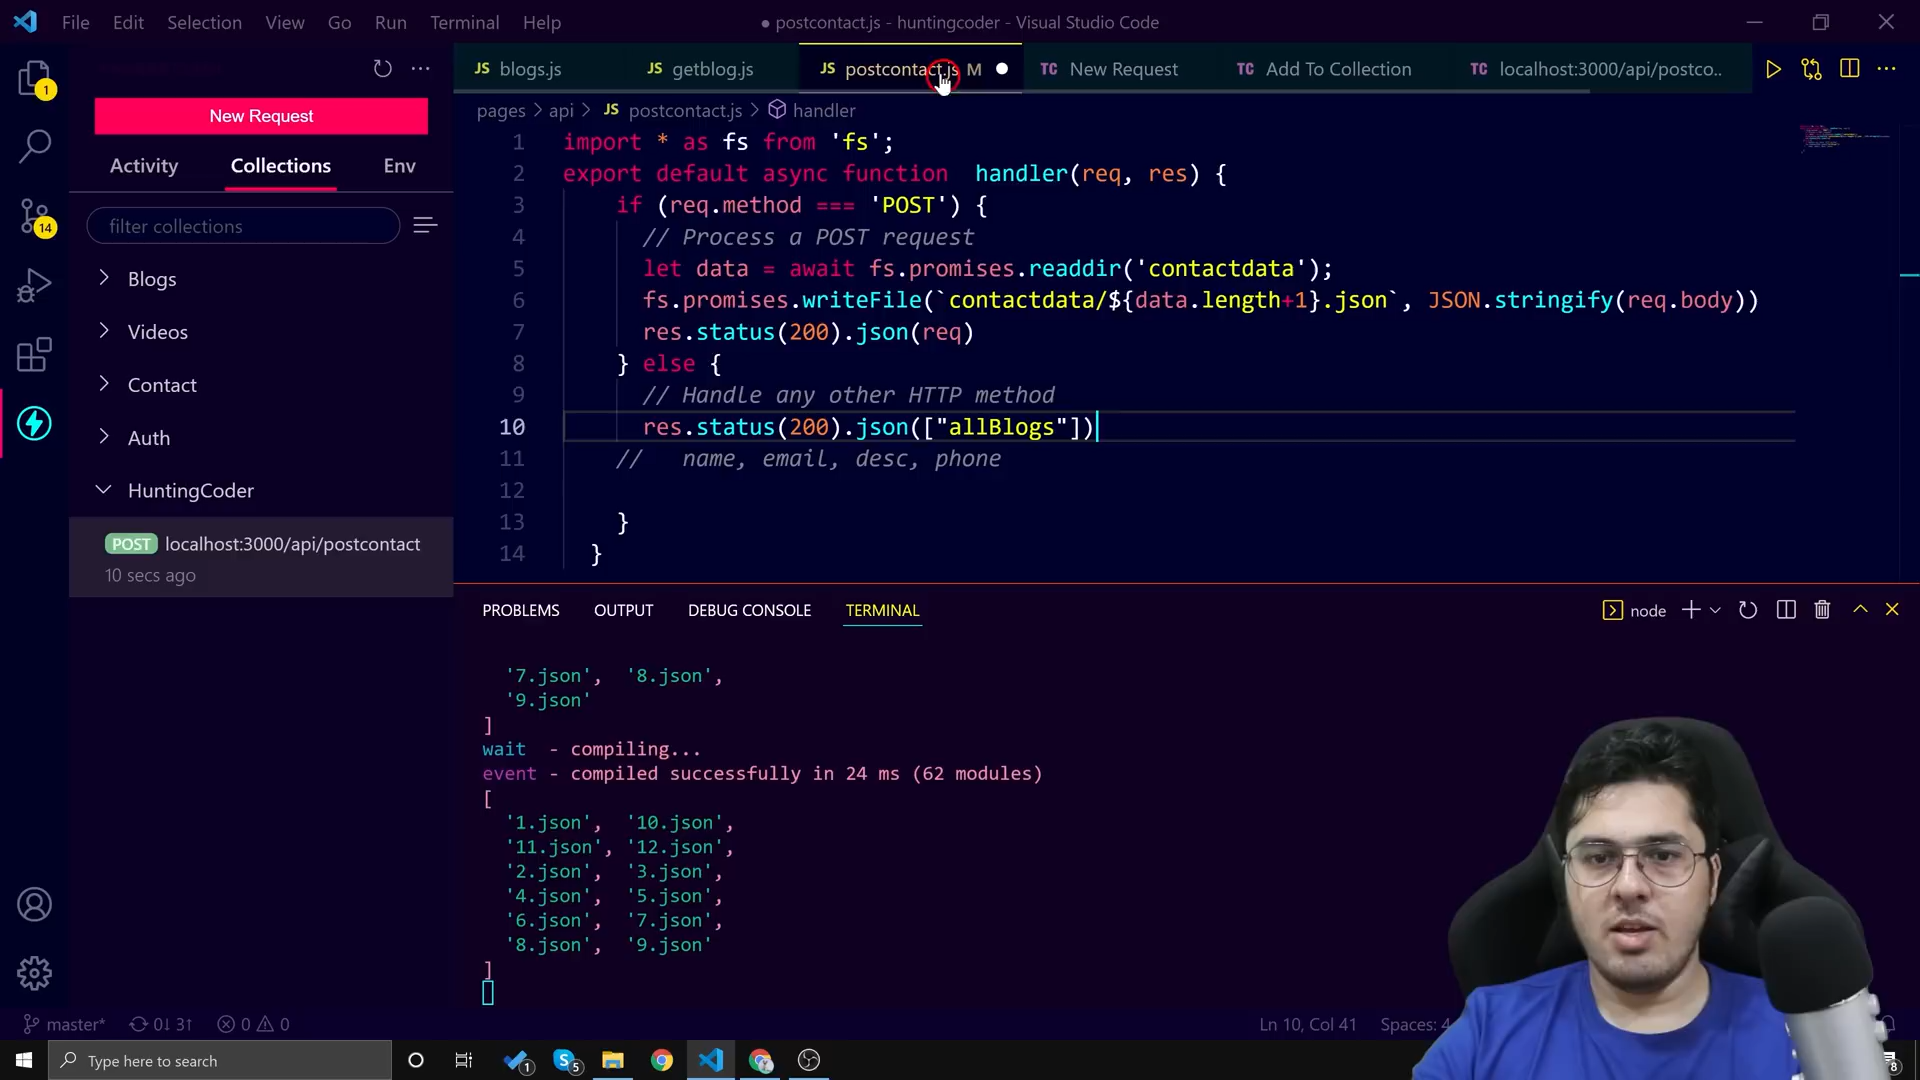 File Edit Selection View Go Run Terminal Help
● postcontact.js - huntingcoder - Visual Studio Code
JS blogs.js
JS getblog.js
JS postcontact.js M
TC New Request
TC Add To Collection
TC localhost:3000/api/postco..
1
14
New Request
Activity Collections Env
filter collections
Blogs
Videos
Contact
Auth
HuntingCoder
POST localhost:3000/api/postcontact
10 secs ago
pages > api > JS postcontact.js > handler
1 import * as fs from 'fs';
2 export default async function  handler(req, res) {
3 if (req.method === 'POST') {
4 // Process a POST request
5 let data = await fs.promises.readdir('contactdata');
6 fs.promises.writeFile(`contactdata/${data.length+1}.json`, JSON.stringify(req.body))
7 res.status(200).json(req)
8 } else {
9 // Handle any other HTTP method
10 res.status(200).json(["allBlogs"])
11 //   name, email, desc, phone
12
13 }
14 }
PROBLEMS OUTPUT DEBUG CONSOLE TERMINAL
node
'7.json', '8.json',
'9.json'
]
wait - compiling...
event - compiled successfully in 24 ms (62 modules)
[
'1.json', '10.json',
'11.json', '12.json',
'2.json', '3.json',
'4.json', '5.json',
'6.json', '7.json',
'8.json', '9.json'
]
master* 0↓ 3↑ 0 0
Ln 10, Col 41 Spaces: 4
Type here to search
1
5
8